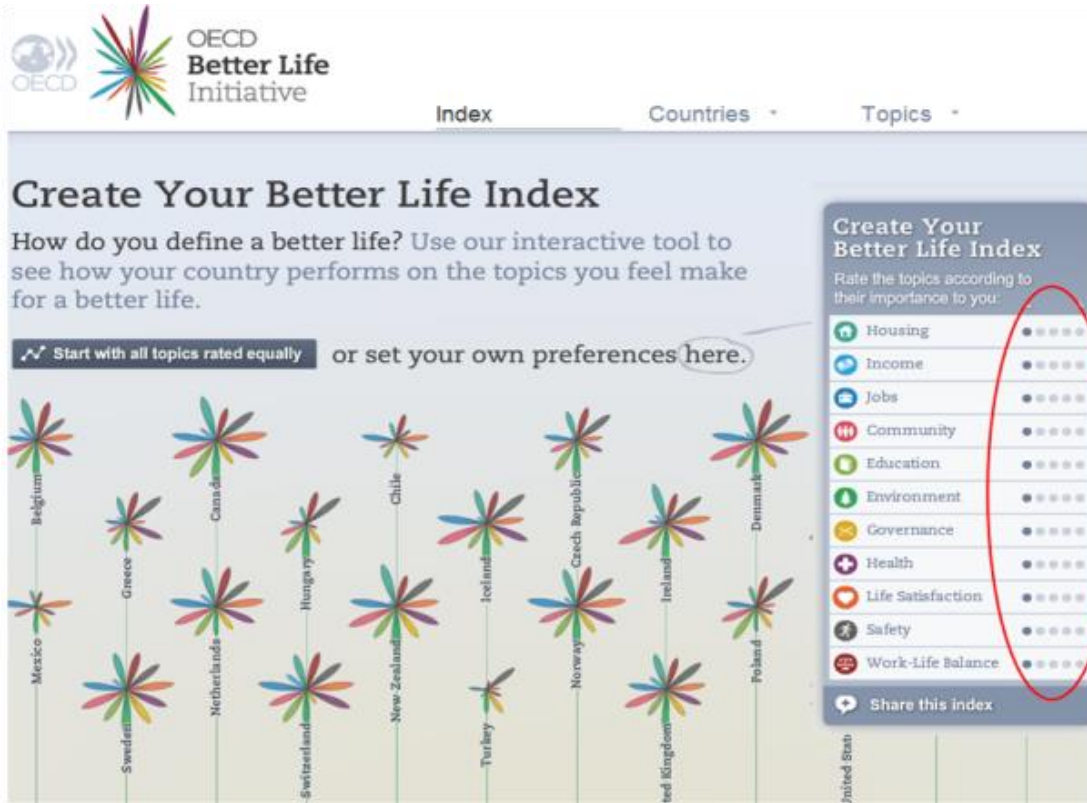 OECD
OECD
Better Life
Initiative
Index
Countries
Topics
Create Your Better Life Index
How do you define a better life? Use our interactive tool to
see how your country performs on the topics you feel make
for a better life.
Start with all topics rated equally
or set your own preferences here.
Create Your
Better Life Index
Rate the topics according to
their importance to you:
Housing
Income
Jobs
Community
Education
Environment
Governance
Health
Life Satisfaction
Safety
Work-Life Balance
Share this index
Belgium
Canada
Chile
Czech Republic
Denmark
Greece
Hungary
Iceland
Ireland
Mexico
Netherlands
New Zealand
Norway
Poland
Sweden
Switzerland
Turkey
ted Kingdom
United Stat